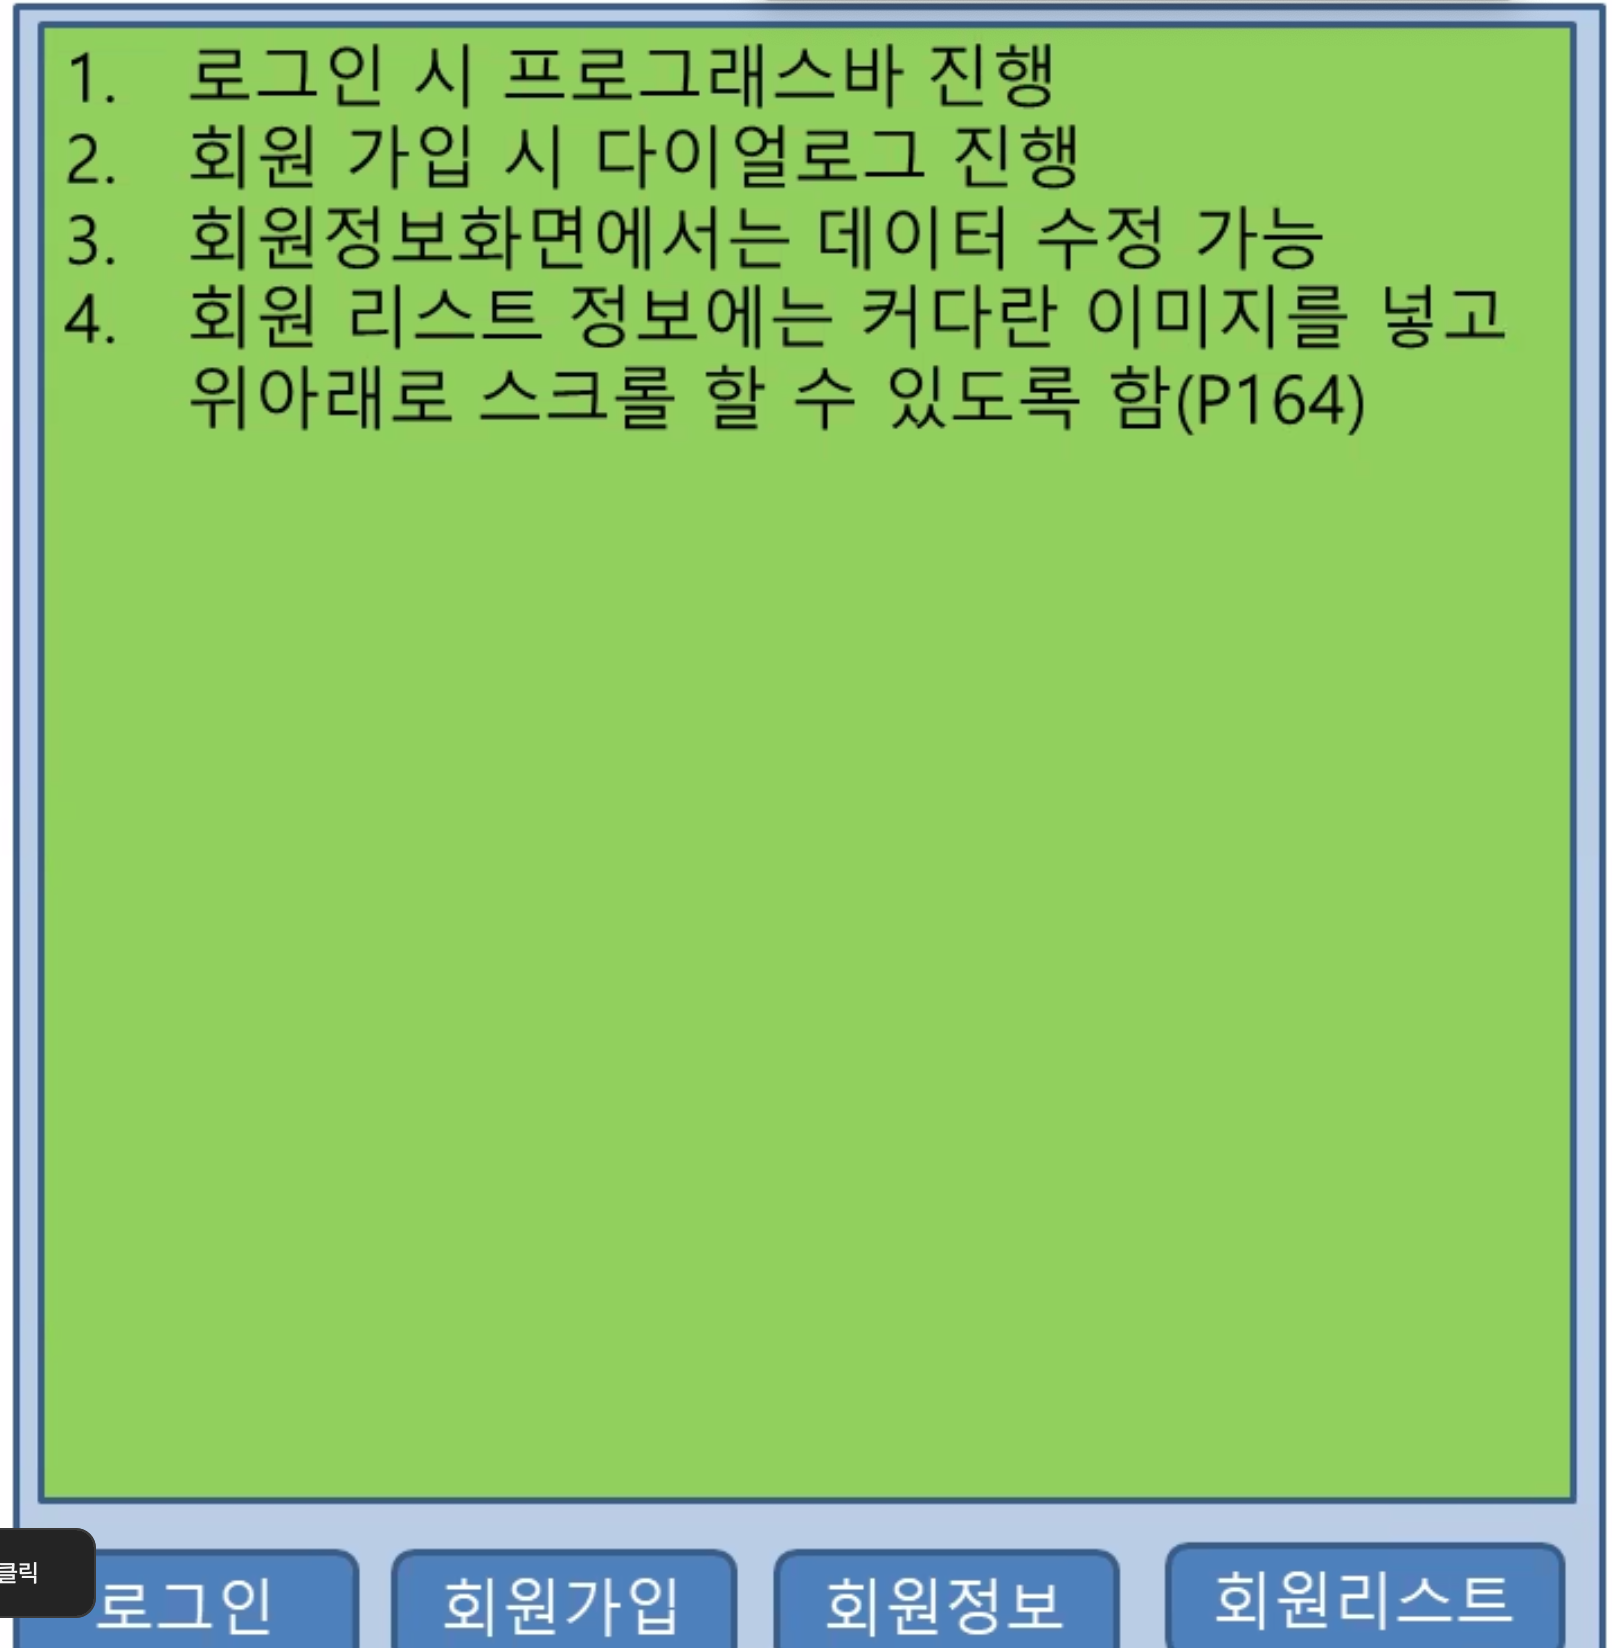 1. 로그인 시 프로그래스바 진행
2. 회원 가입 시 다이얼로그 진행
3. 회원정보화면에서는 데이터 수정 가능
4. 회원 리스트 정보에는 커다란 이미지를 넣고
위아래로 스크롤 할 수 있도록 함(P164)
클릭
로그인
회원가입
회원정보
회원리스트